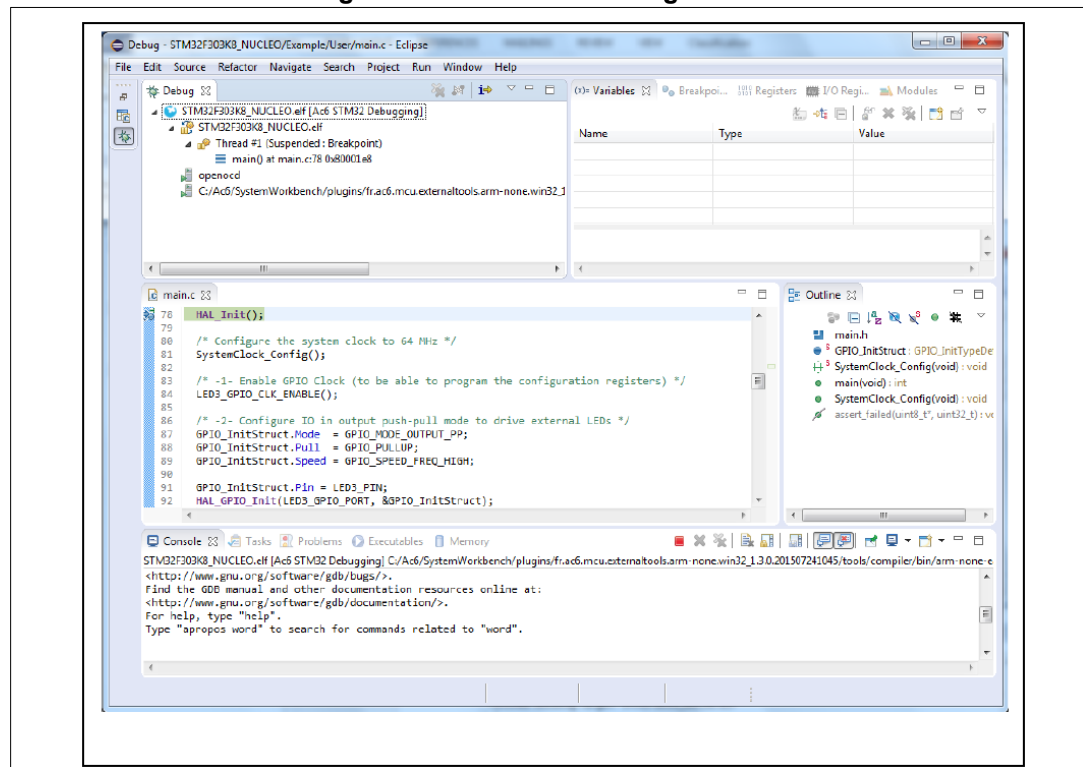 Debug - STM32F303K8_NUCLEO/Example/User/main.c - Eclipse
File Edit Source Refactor Navigate Search Project Run Window Help
Debug
STM32F303K8_NUCLEO.elf [Ac6 STM32 Debugging]
STM32F303K8_NUCLEO.elf
Thread #1 (Suspended : Breakpoint)
main() at main.c:78 0x80001e8
openocd
C:/Ac6/SystemWorkbench/plugins/fr.ac6.mcu.externaltools.arm-none.win32_1
(x)= Variables Breakpoi... Registers I/O Regi... Modules
Name Type Value
main.c
78 HAL_Init();
79
80 /* Configure the system clock to 64 MHz */
81 SystemClock_Config();
82
83 /* -1- Enable GPIO Clock (to be able to program the configuration registers) */
84 LED3_GPIO_CLK_ENABLE();
85
86 /* -2- Configure IO in output push-pull mode to drive external LEDs */
87 GPIO_InitStruct.Mode = GPIO_MODE_OUTPUT_PP;
88 GPIO_InitStruct.Pull = GPIO_PULLUP;
89 GPIO_InitStruct.Speed = GPIO_SPEED_FREQ_HIGH;
90
91 GPIO_InitStruct.Pin = LED3_PIN;
92 HAL_GPIO_Init(LED3_GPIO_PORT, &GPIO_InitStruct);
Outline
main.h
GPIO_InitStruct : GPIO_InitTypeDe
SystemClock_Config(void) : void
main(void) : int
SystemClock_Config(void) : void
assert_failed(uint8_t*, uint32_t) : vo
Console Tasks Problems Executables Memory
STM32F303K8_NUCLEO.elf [Ac6 STM32 Debugging] C:/Ac6/SystemWorkbench/plugins/fr.ac6.mcu.externaltools.arm-none.win32_1.3.0.201507241045/tools/compiler/bin/arm-none-e
<http://www.gnu.org/software/gdb/bugs/>.
Find the GDB manual and other documentation resources online at:
<http://www.gnu.org/software/gdb/documentation/>.
For help, type "help".
Type "apropos word" to search for commands related to "word".